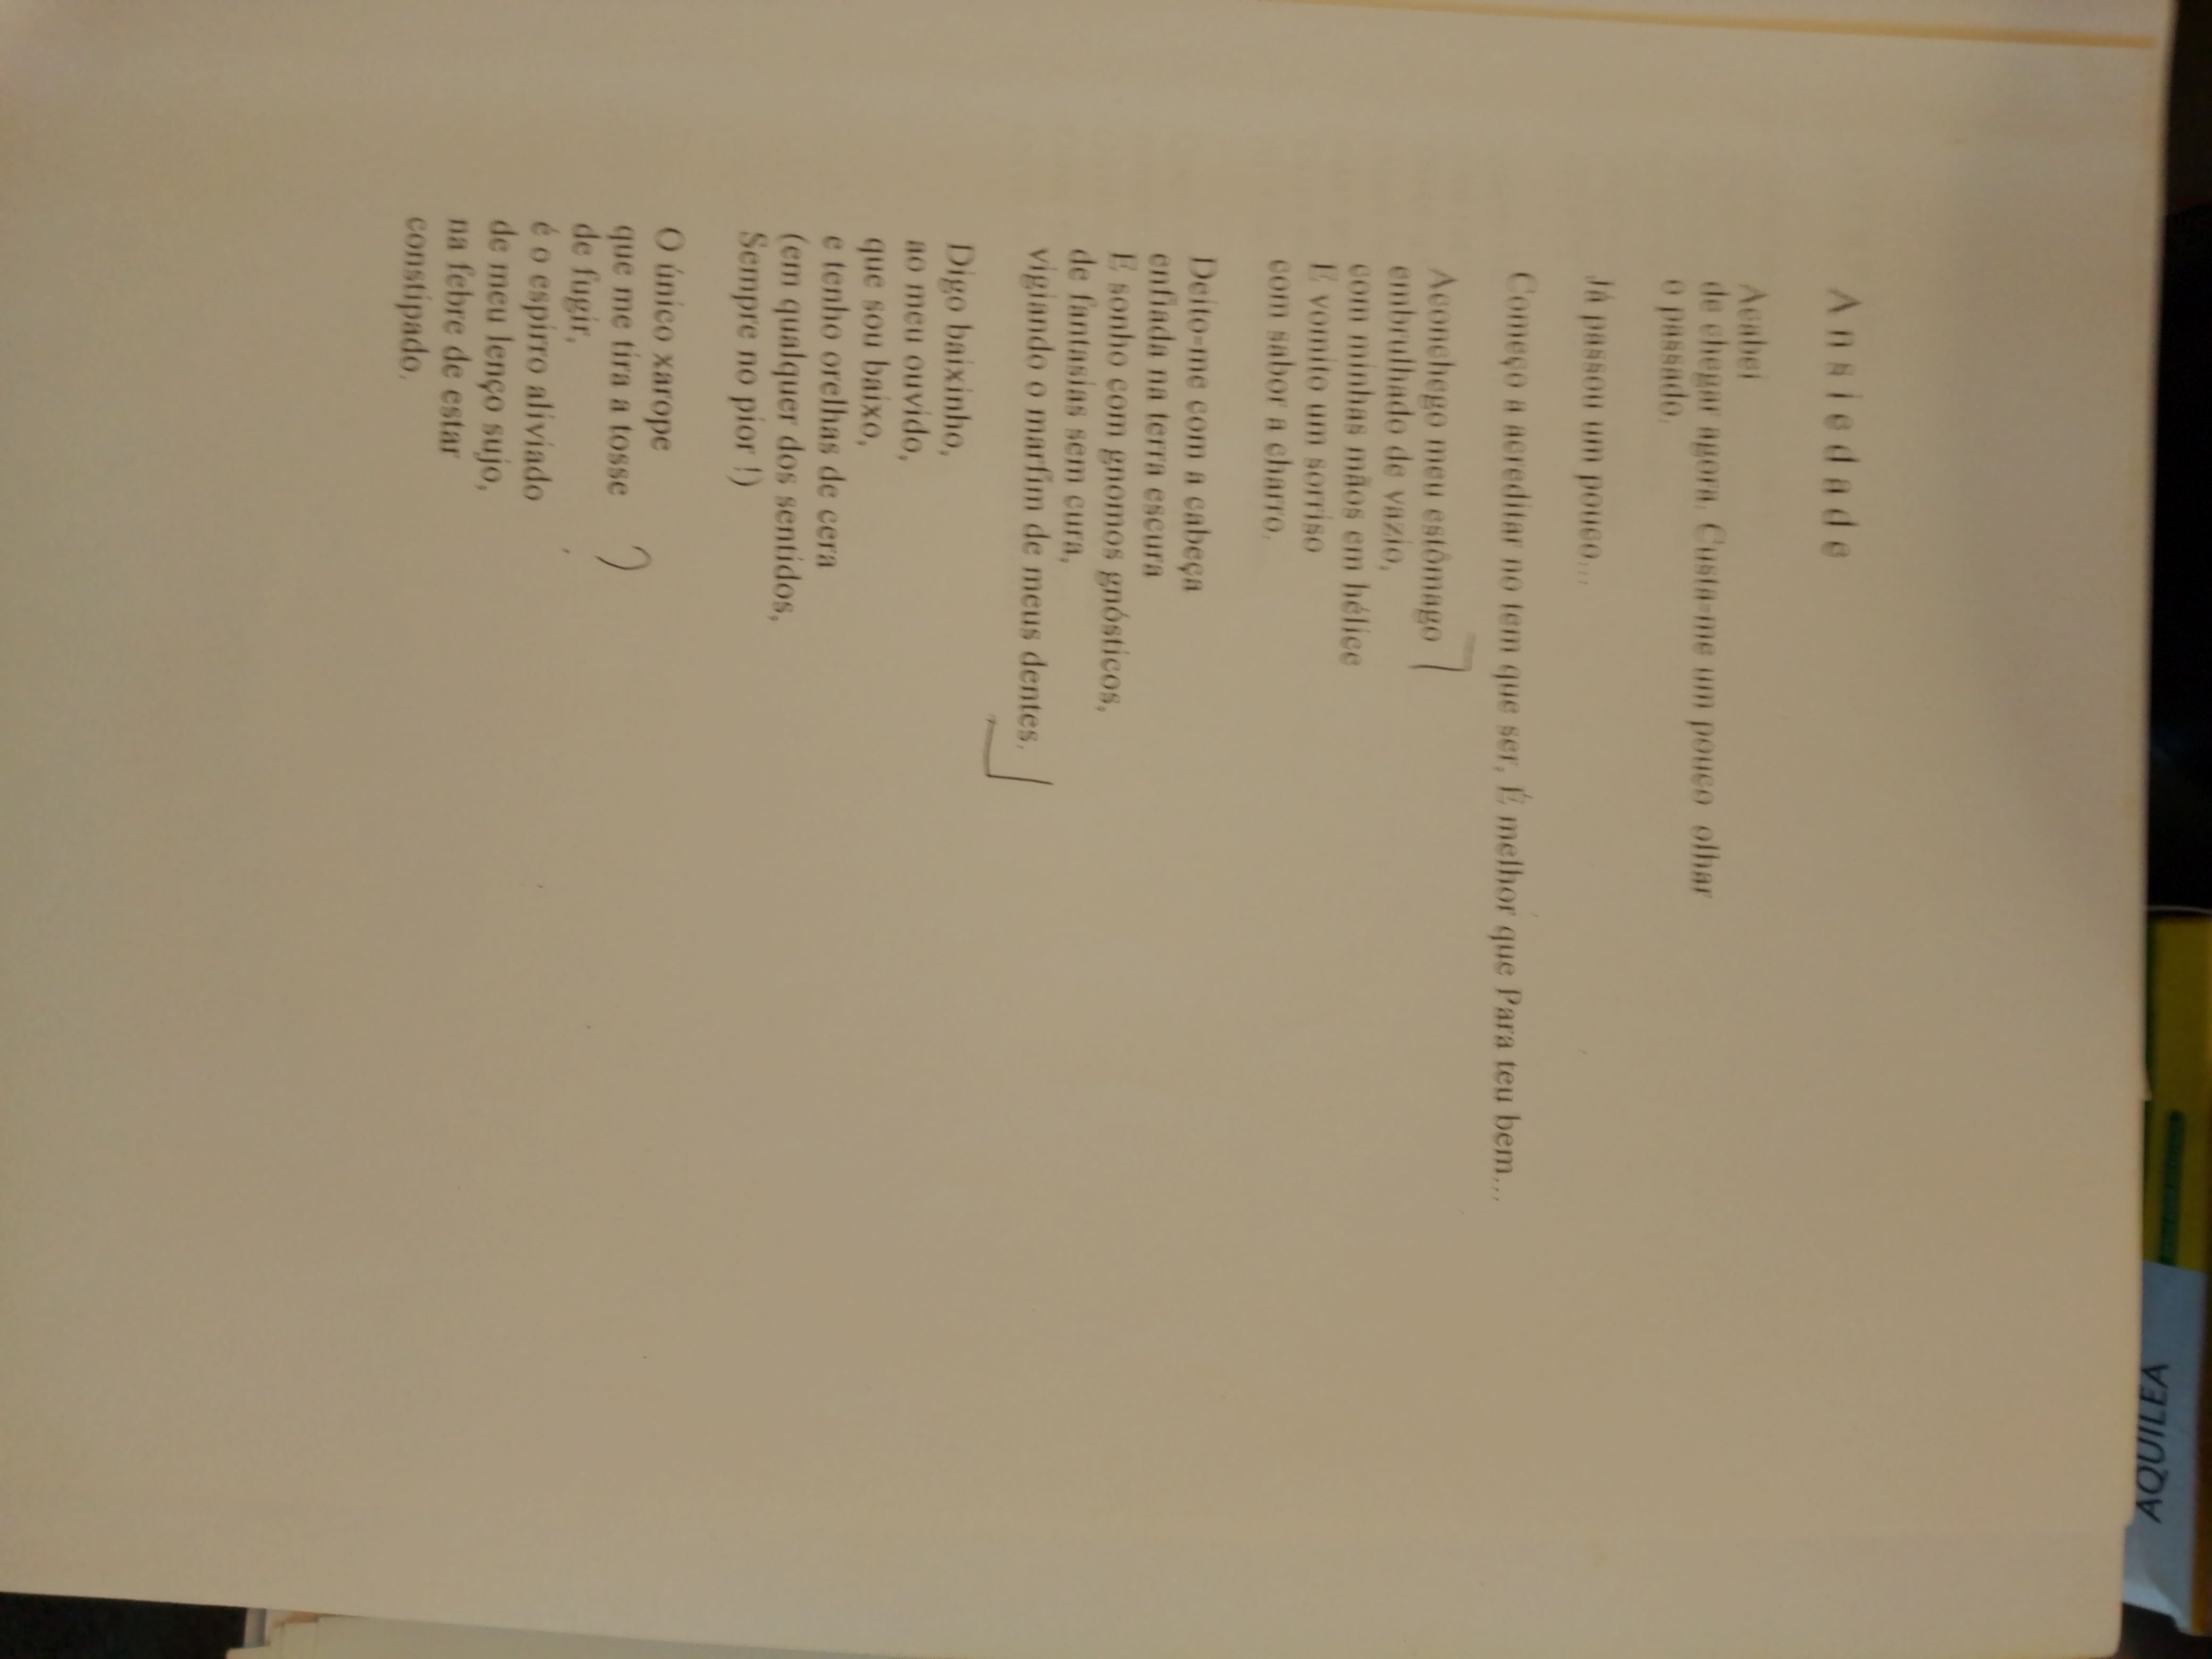 Ansiedade
Acabei
de chegar agora. Custa-me um pouco olhar
o passado.
Já passou um pouco...
Começo a acreditar no tem que ser. É melhor que Para teu bem...
Aconchego meu estômago
embrulhado de vazio,
com minhas mãos em hélice
E vomito um sorriso
com sabor a charro.
Deito-me com a cabeça
enfiada na terra escura
E sonho com gnomos gnósticos,
de fantasias sem cura,
vigiando o marfim de meus dentes.
Digo baixinho,
ao meu ouvido,
que sou baixo,
e tenho orelhas de cera
(em qualquer dos sentidos,
Sempre no pior !)
O único xarope
que me tira a tosse
de fugir,
é o espirro aliviado
de meu lenço sujo,
na febre de estar
constipado.
AQUILEA